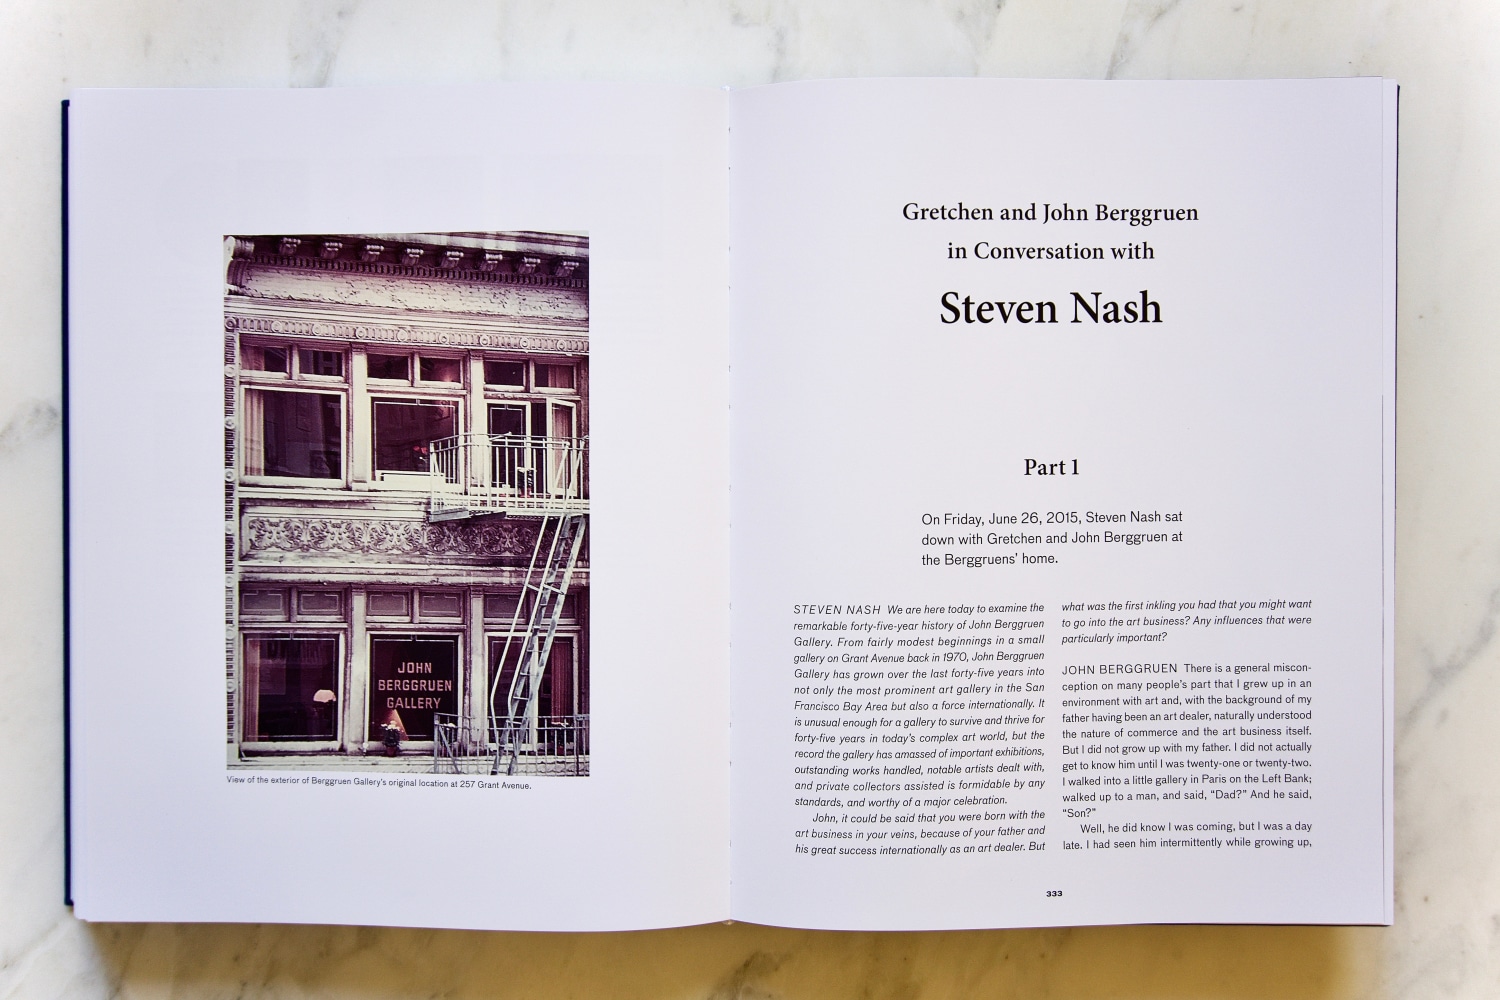 JOHN
BERGGRUEN
GALLERY
View of the exterior of Berggruen Gallery's original location at 257 Grant Avenue.
Gretchen and John Berggruen
in Conversation with
Steven Nash
Part 1
On Friday, June 26, 2015, Steven Nash sat
down with Gretchen and John Berggruen at
the Berggruens' home.
STEVEN NASH We are here today to examine the
remarkable forty-five-year history of John Berggruen
Gallery. From fairly modest beginnings in a small
gallery on Grant Avenue back in 1970, John Berggruen
Gallery has grown over the last forty-five years into
not only the most prominent art gallery in the San
Francisco Bay Area but also a force internationally. It
is unusual enough for a gallery to survive and thrive for
forty-five years in today's complex art world, but the
record the gallery has amassed of important exhibitions,
outstanding works handled, notable artists dealt with,
and private collectors assisted is formidable by any
standards, and worthy of a major celebration.
John, it could be said that you were born with the
art business in your veins, because of your father and
his great success internationally as an art dealer. But
what was the first inkling you had that you might want
to go into the art business? Any influences that were
particularly important?
JOHN BERGGRUEN There is a general miscon-
ception on many people's part that I grew up in an
environment with art and, with the background of my
father having been an art dealer, naturally understood
the nature of commerce and the art business itself.
But I did not grow up with my father. I did not actually
get to know him until I was twenty-one or twenty-two.
I walked into a little gallery in Paris on the Left Bank;
walked up to a man, and said, "Dad?" And he said,
"Son?"
Well, he did know I was coming, but I was a day
late. I had seen him intermittently while growing up,
333